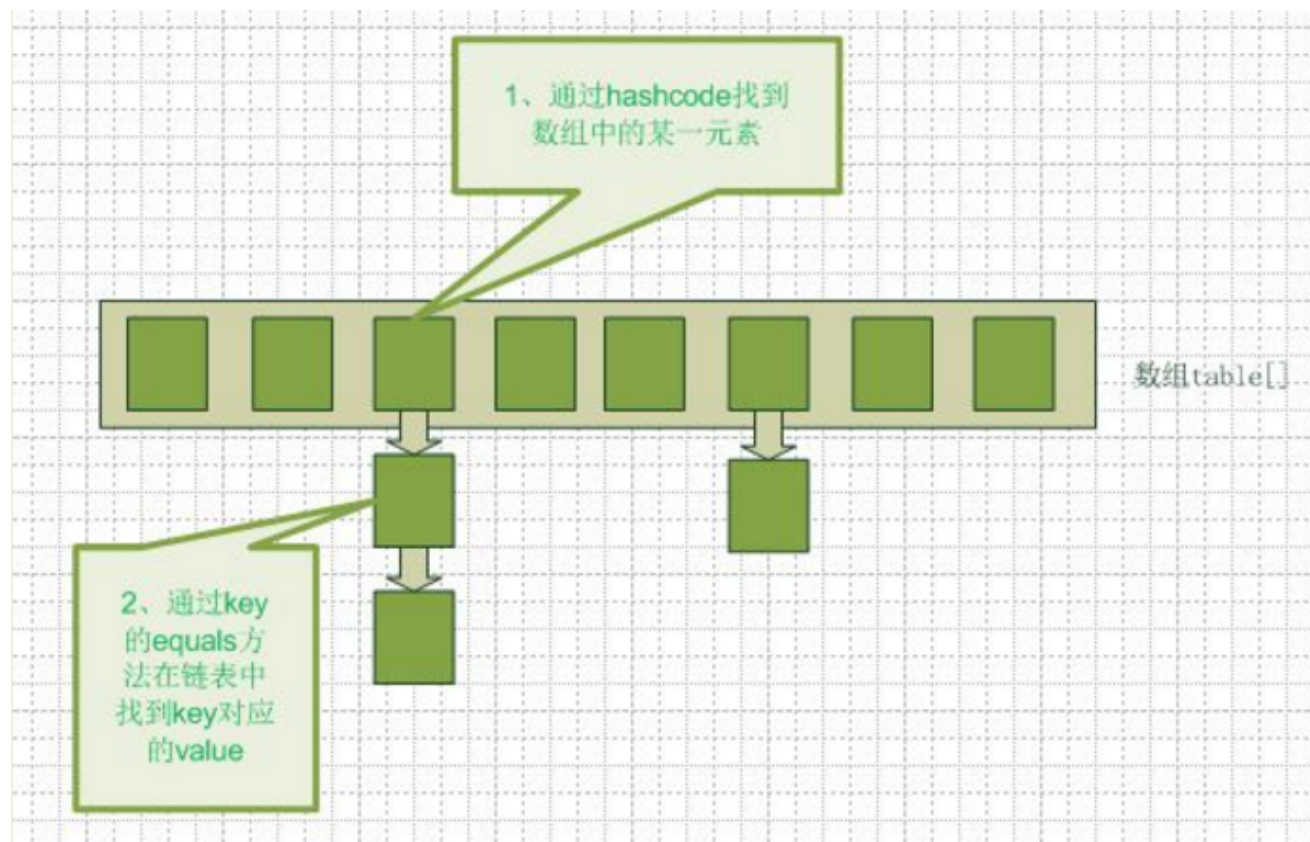 1、通过hashcode找到
数组中的某一元素
数组table[]
2、通过key
的equals方
法在链表中
找到key对应
的value